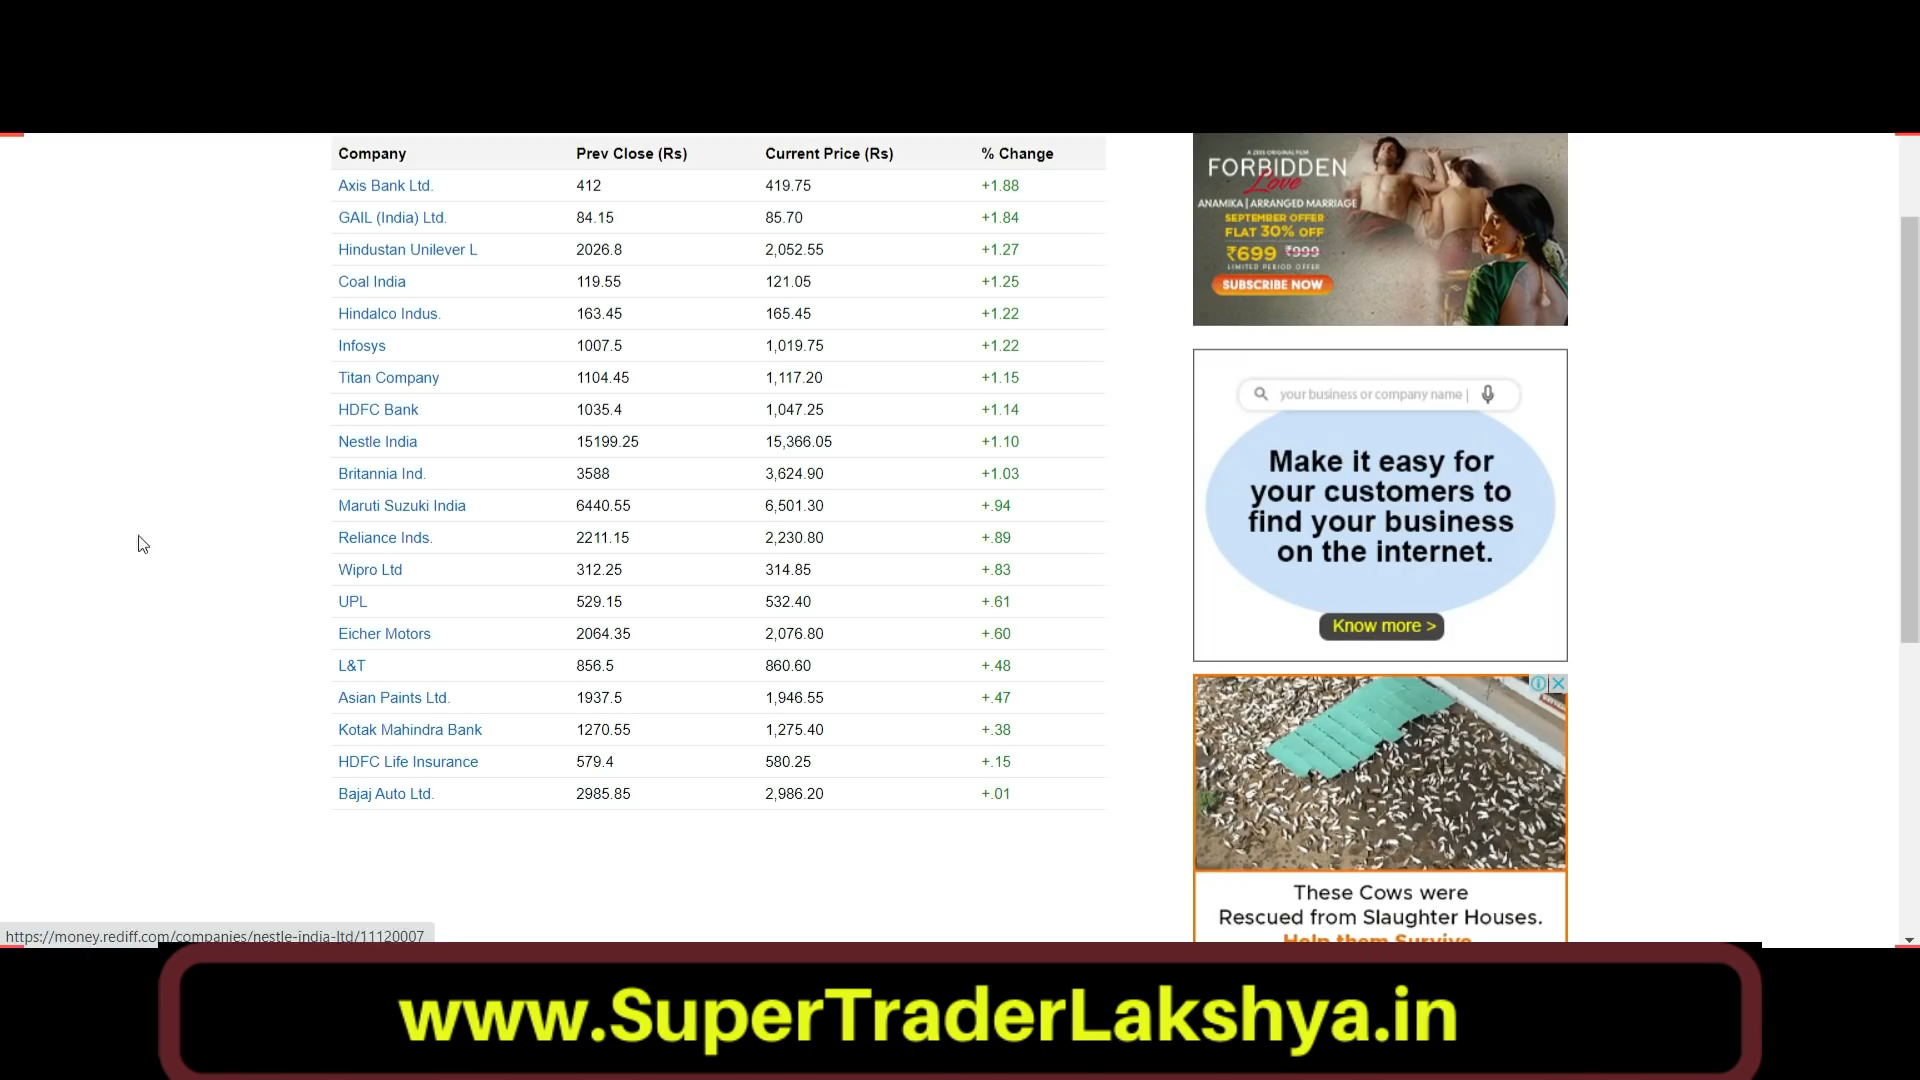 Company Prev Close (Rs) Current Price (Rs) % Change
Axis Bank Ltd. 412 419.75 +1.88
GAIL (India) Ltd. 84.15 85.70 +1.84
Hindustan Unilever L 2026.8 2,052.55 +1.27
Coal India 119.55 121.05 +1.25
Hindalco Indus. 163.45 165.45 +1.22
Infosys 1007.5 1,019.75 +1.22
Titan Company 1104.45 1,117.20 +1.15
HDFC Bank 1035.4 1,047.25 +1.14
Nestle India 15199.25 15,366.05 +1.10
Britannia Ind. 3588 3,624.90 +1.03
Maruti Suzuki India 6440.55 6,501.30 +.94
Reliance Inds. 2211.15 2,230.80 +.89
Wipro Ltd 312.25 314.85 +.83
UPL 529.15 532.40 +.61
Eicher Motors 2064.35 2,076.80 +.60
L&T 856.5 860.60 +.48
Asian Paints Ltd. 1937.5 1,946.55 +.47
Kotak Mahindra Bank 1270.55 1,275.40 +.38
HDFC Life Insurance 579.4 580.25 +.15
Bajaj Auto Ltd. 2985.85 2,986.20 +.01
A ZEE5 ORIGINAL FILM
FORBIDDEN
Love
ANAMIKA | ARRANGED MARRIAGE
SEPTEMBER OFFER
FLAT 30% OFF
₹699 ₹999
LIMITED PERIOD OFFER
SUBSCRIBE NOW
your business or company name |
Make it easy for
your customers to
find your business
on the internet.
Know more >
These Cows were
Rescued from Slaughter Houses.
Help them Survive
https://money.rediff.com/companies/nestle-india-ltd/11120007
www.SuperTraderLakshya.in